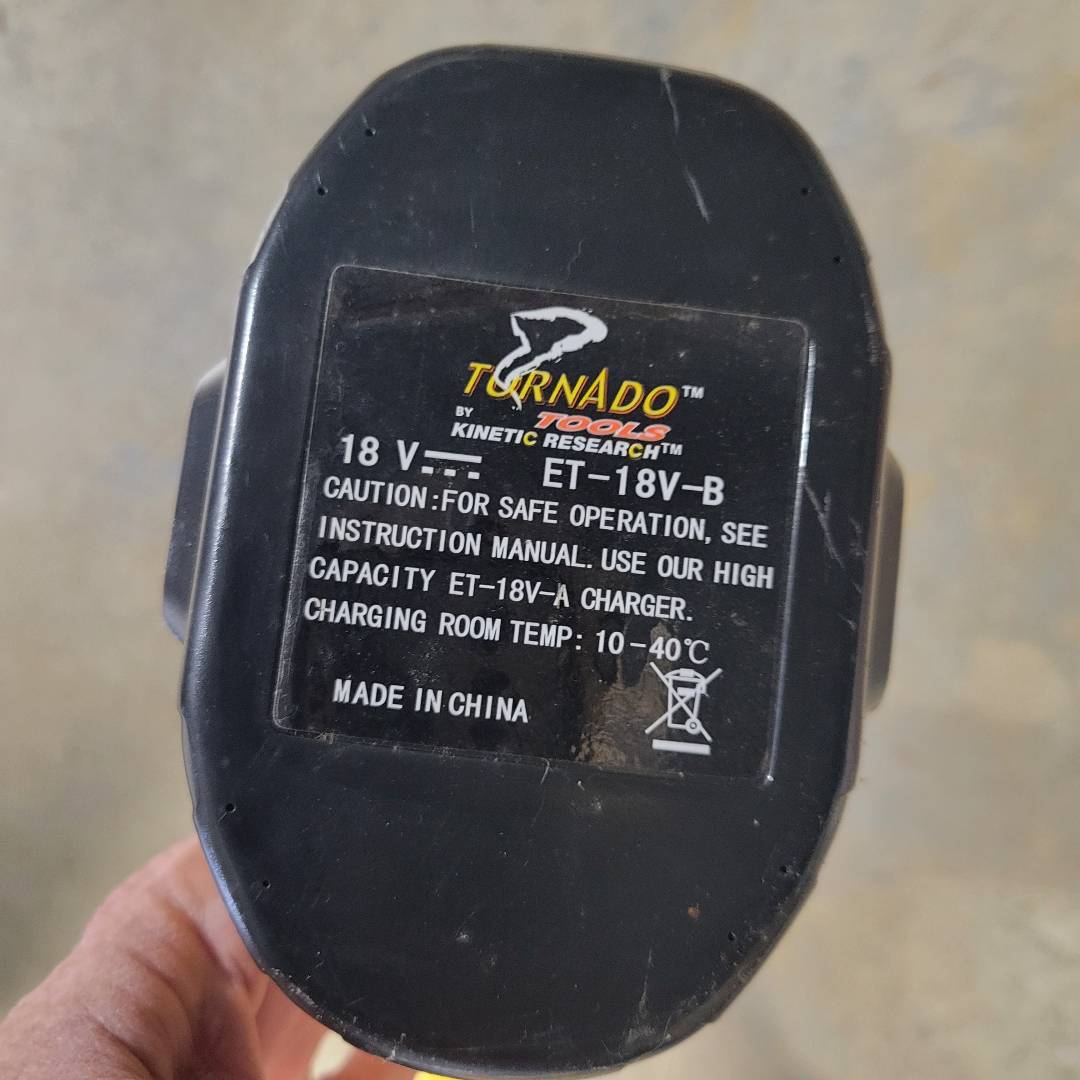 TORNADO™
TOOLS
BY
KINETIC RESEARCH™
18 V ET-18V-B
CAUTION:FOR SAFE OPERATION, SEE
INSTRUCTION MANUAL. USE OUR HIGH
CAPACITY ET-18V-A CHARGER.
CHARGING ROOM TEMP: 10-40℃
MADE IN CHINA